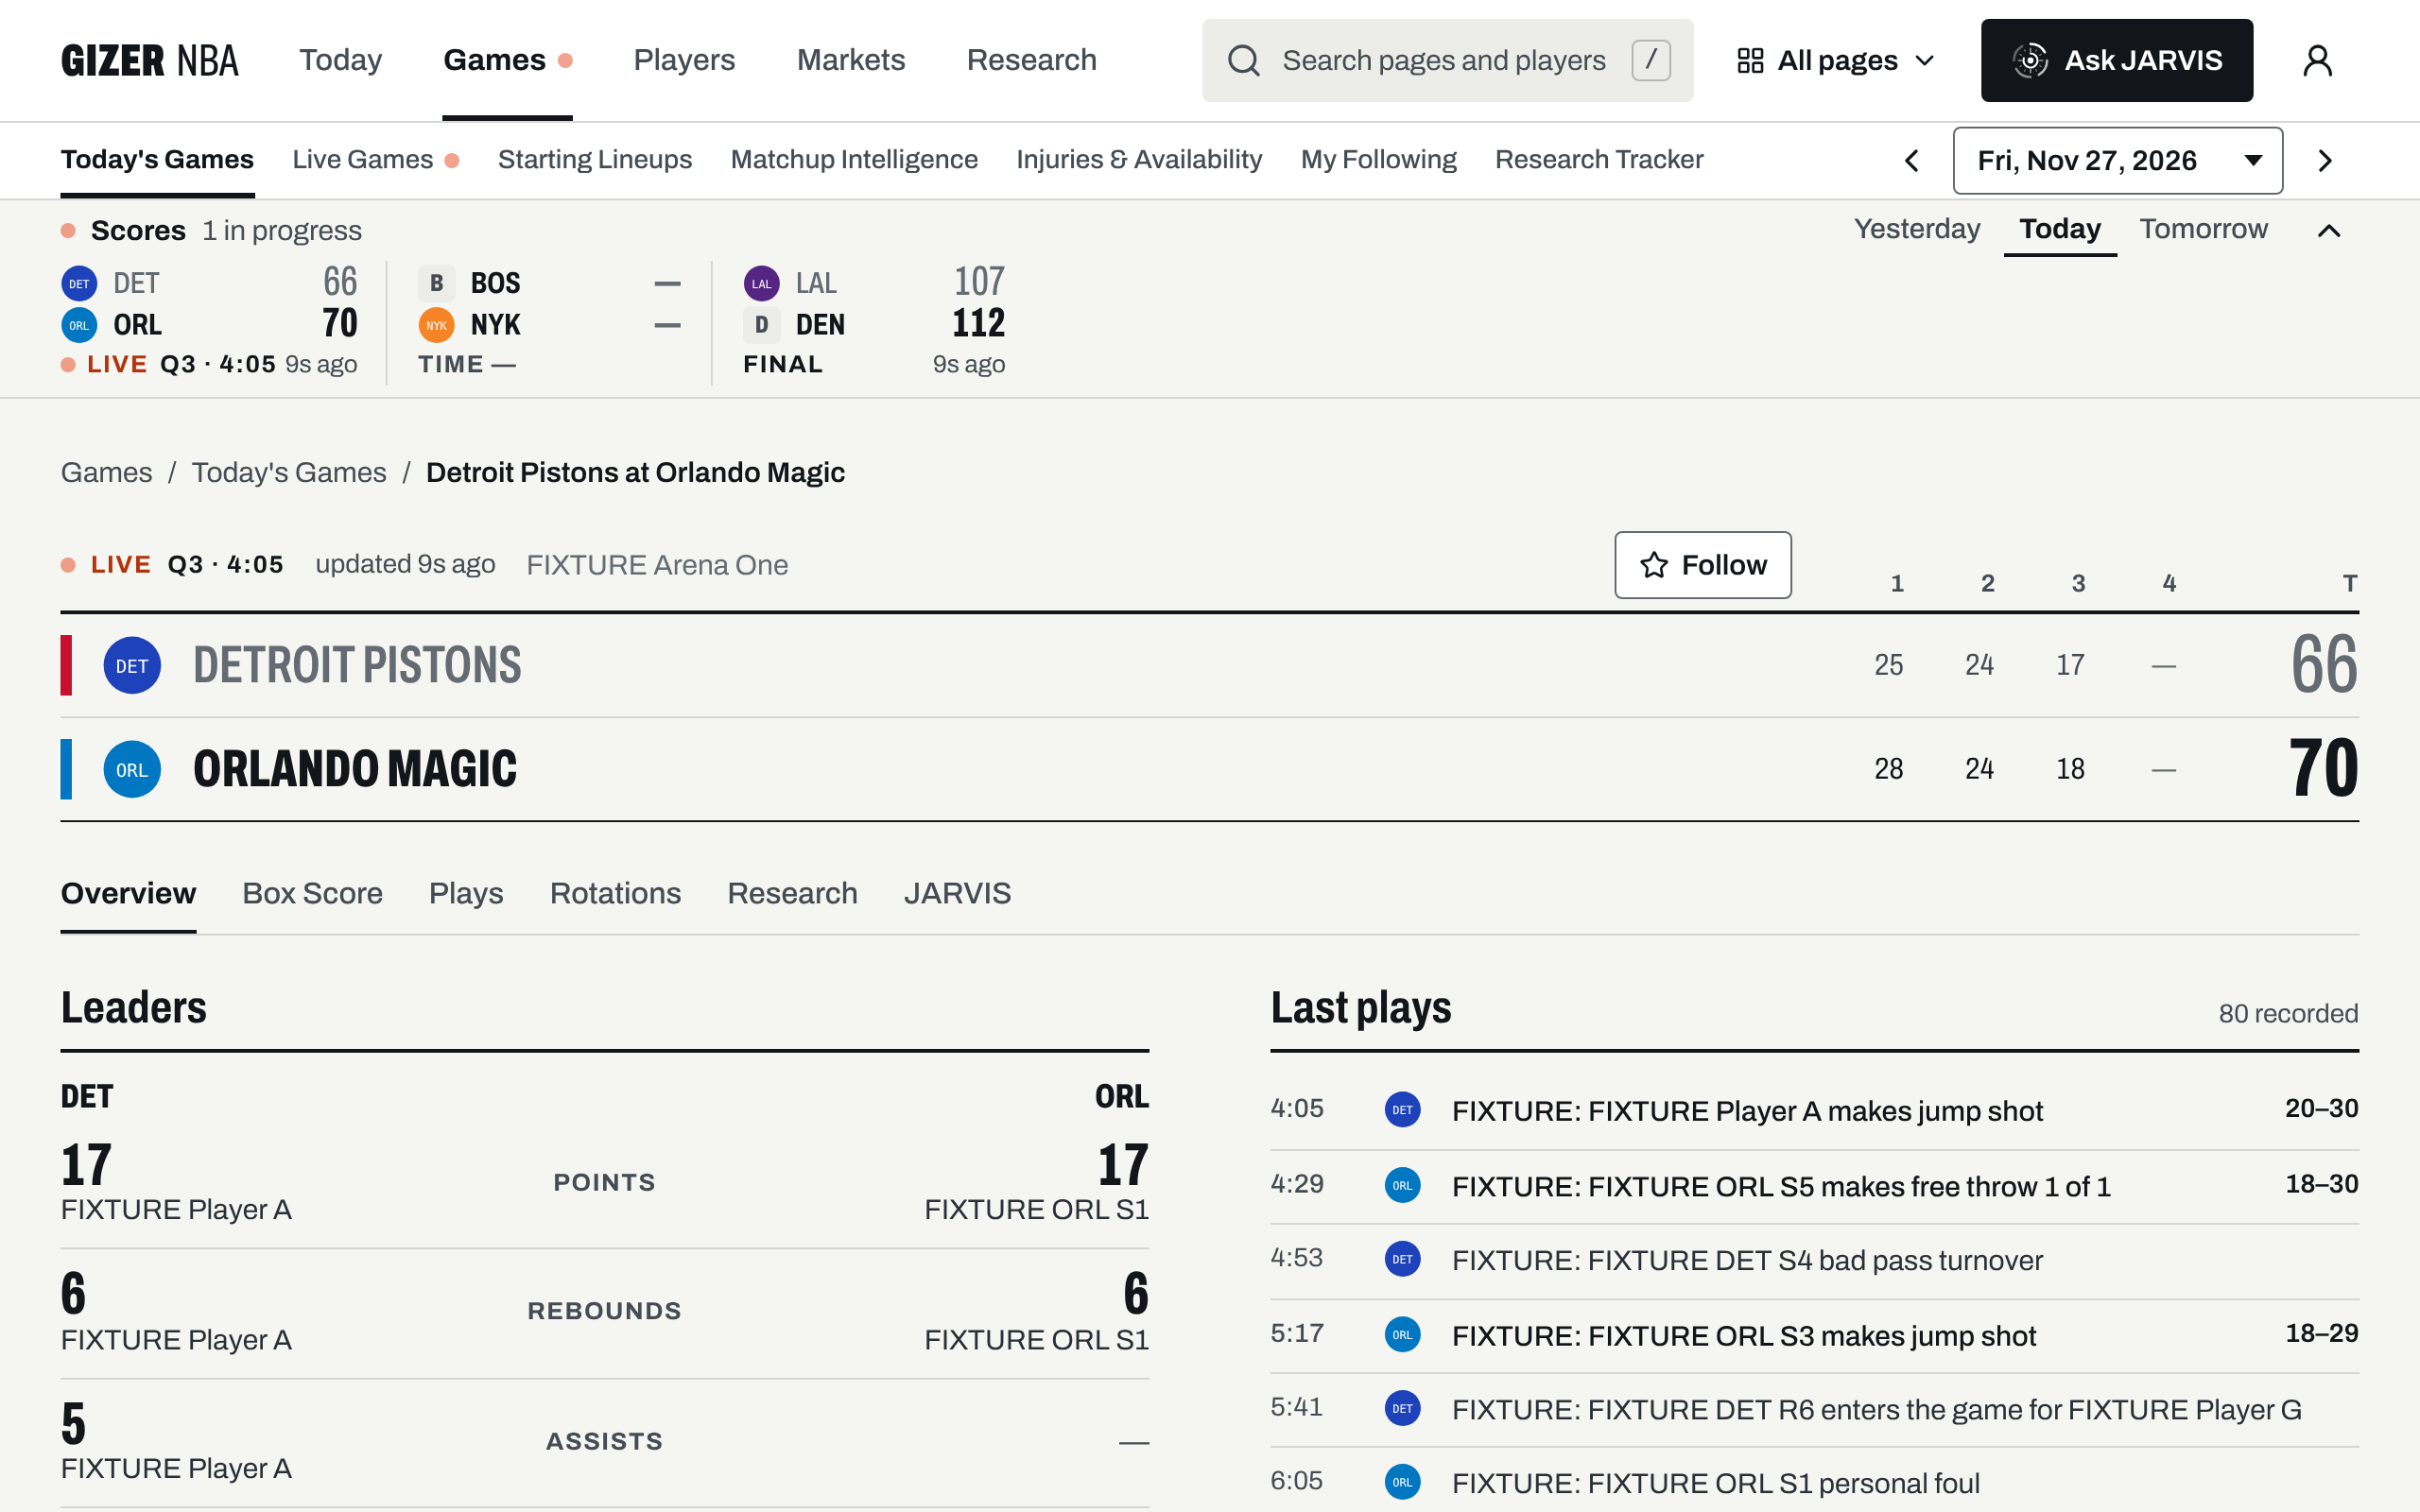 GIZER NBA Today Games Players Markets Research Search pages and players / All pages Ask JARVIS
Today's Games Live Games Starting Lineups Matchup Intelligence Injuries & Availability My Following Research Tracker Fri, Nov 27, 2026
Scores 1 in progress Yesterday Today Tomorrow
DET DET 66 B BOS — LAL LAL 107
ORL ORL 70 NYK NYK — D DEN 112
LIVE Q3 · 4:05 9s ago TIME — FINAL 9s ago
Games / Today's Games / Detroit Pistons at Orlando Magic
LIVE Q3 · 4:05 updated 9s ago FIXTURE Arena One Follow 1 2 3 4 T
DET DETROIT PISTONS 25 24 17 — 66
ORL ORLANDO MAGIC 28 24 18 — 70
Overview Box Score Plays Rotations Research JARVIS
Leaders
DET ORL
17 POINTS 17
FIXTURE Player A FIXTURE ORL S1
6 REBOUNDS 6
FIXTURE Player A FIXTURE ORL S1
5 ASSISTS —
FIXTURE Player A
Last plays 80 recorded
4:05 DET FIXTURE: FIXTURE Player A makes jump shot 20–30
4:29 ORL FIXTURE: FIXTURE ORL S5 makes free throw 1 of 1 18–30
4:53 DET FIXTURE: FIXTURE DET S4 bad pass turnover
5:17 ORL FIXTURE: FIXTURE ORL S3 makes jump shot 18–29
5:41 DET FIXTURE: FIXTURE DET R6 enters the game for FIXTURE Player G
6:05 ORL FIXTURE: FIXTURE ORL S1 personal foul